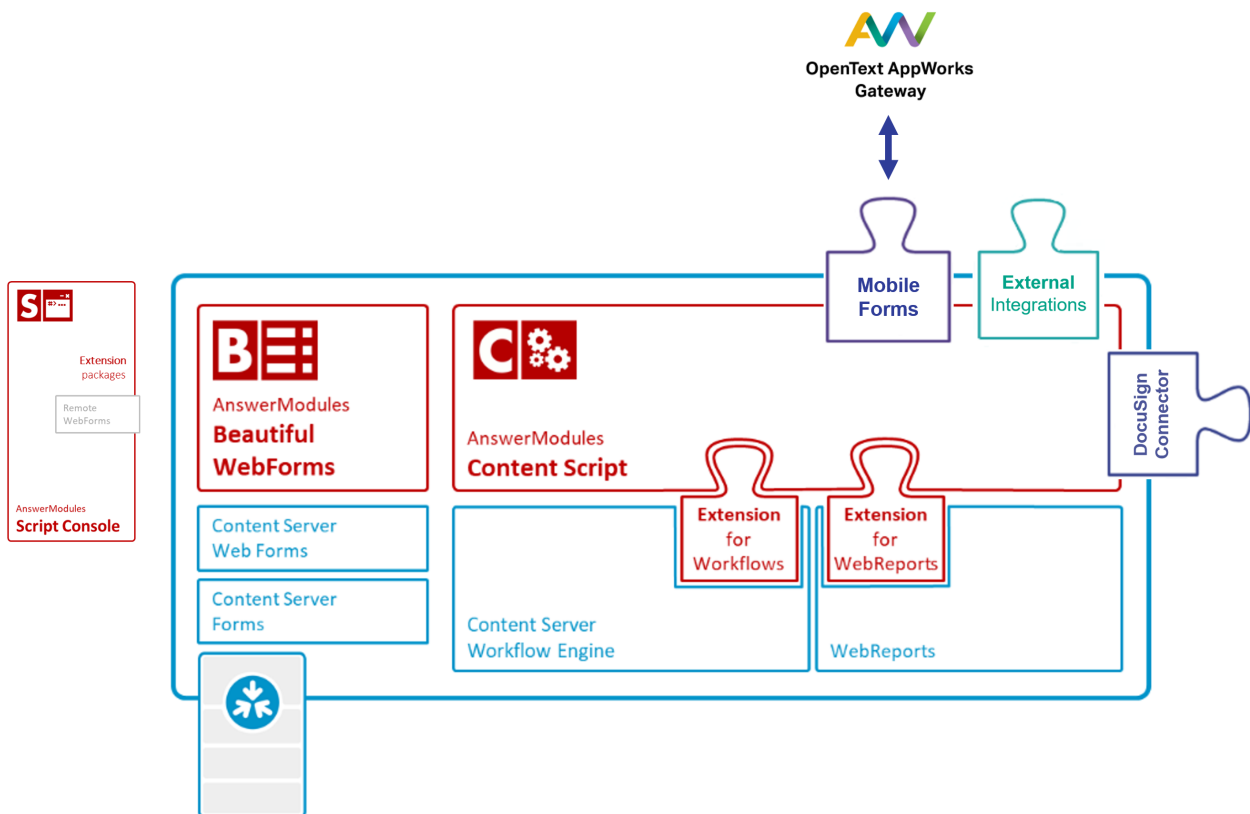 OpenText AppWorks
Gateway
Mobile
Forms
External
Integrations
DocuSign
Connector
S
#>...
Extension
packages
Remote
WebForms
AnswerModules
Script Console
B
AnswerModules
Beautiful
WebForms
C
AnswerModules
Content Script
Extension
for
Workflows
Extension
for
WebReports
Content Server
Web Forms
Content Server
Forms
Content Server
Workflow Engine
WebReports